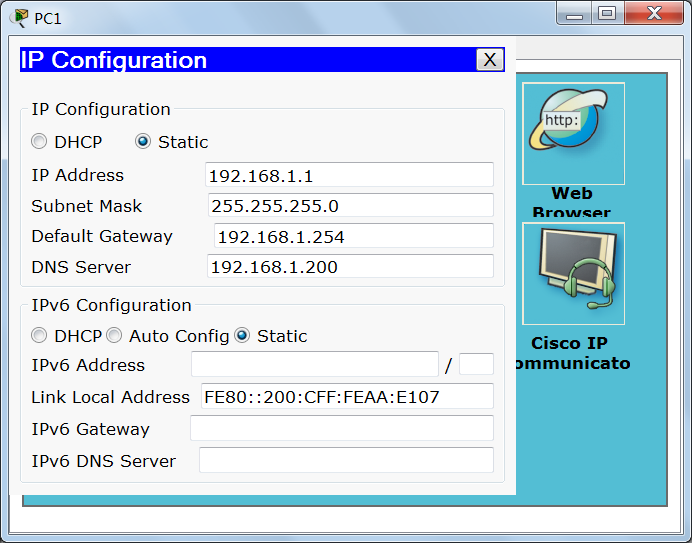 PC1
IP Configuration
X
IP Configuration
DHCP Static
IP Address 192.168.1.1
Subnet Mask 255.255.255.0
Default Gateway 192.168.1.254
DNS Server 192.168.1.200
IPv6 Configuration
DHCP Auto Config Static
IPv6 Address /
Link Local Address FE80::200:CFF:FEAA:E107
IPv6 Gateway
IPv6 DNS Server
http:
Web
Browser
Cisco IP
ommunicato